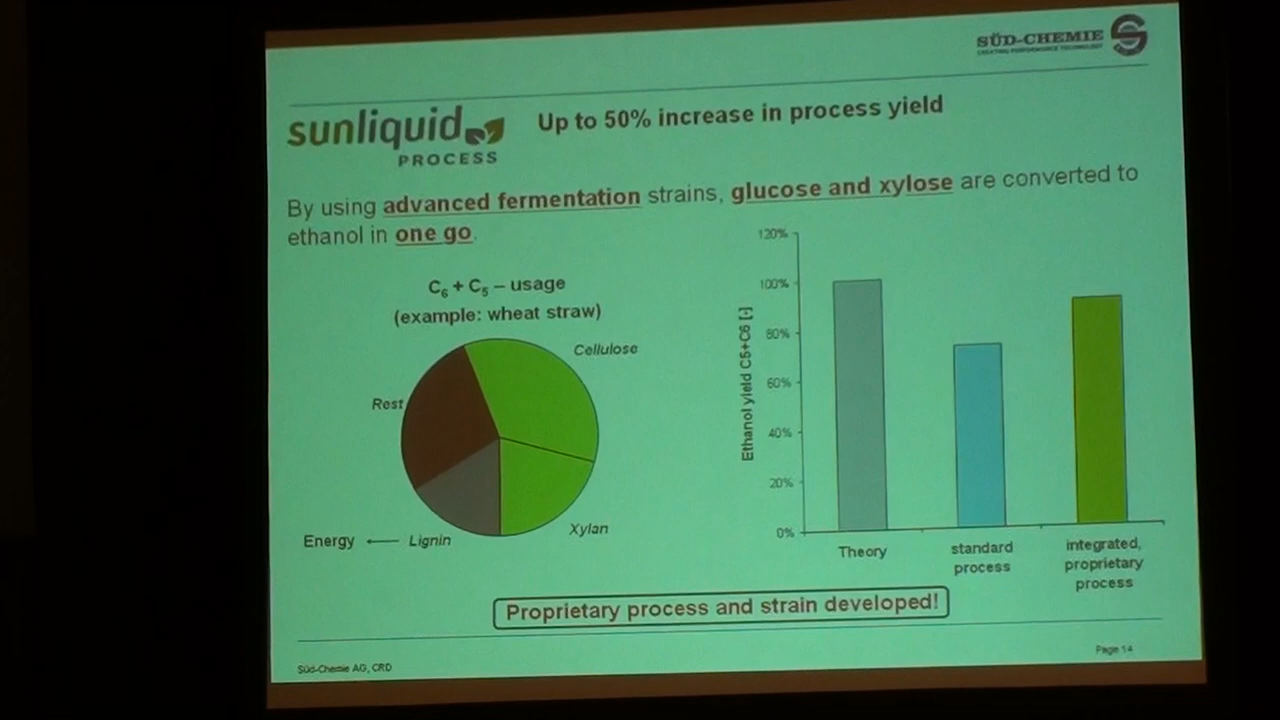 SÜD-CHEMIE
CREATING PERFORMANCE TECHNOLOGY
sunliquid
PROCESS
Up to 50% increase in process yield
By using advanced fermentation strains, glucose and xylose are converted to
ethanol in one go.
C6 + C5 – usage
(example: wheat straw)
Cellulose
Rest
Xylan
Lignin
Energy
Ethanol yield C5+C6 [-]
120%
100%
80%
60%
40%
20%
0%
Theory
standard
process
integrated,
proprietary
process
Proprietary process and strain developed!
Süd-Chemie AG, CRD
Page 14